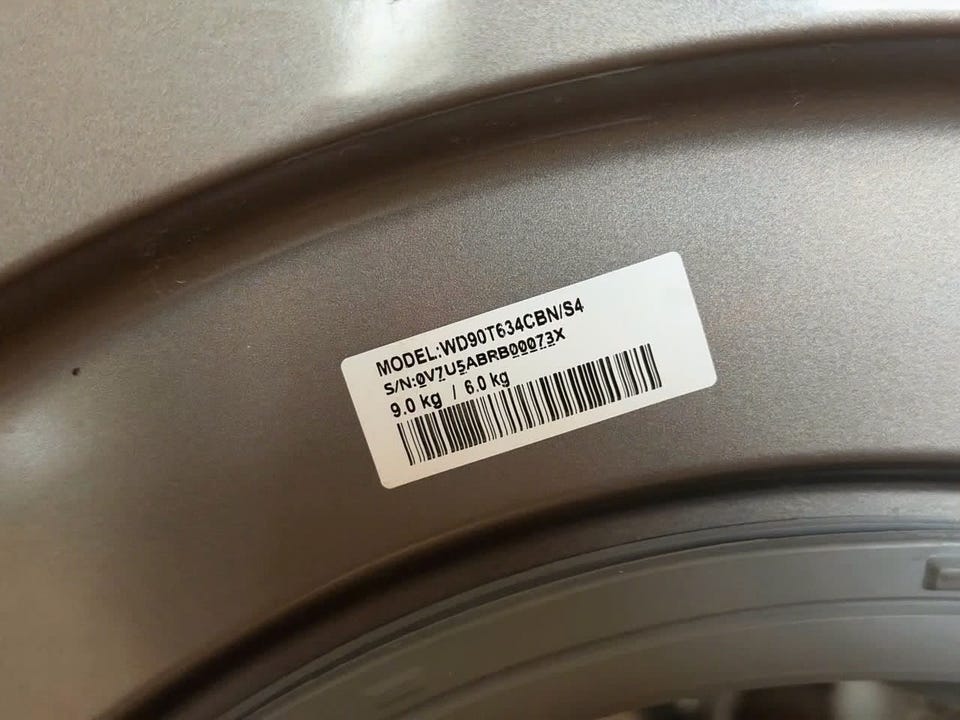 MODEL:WD90T634CBN/S4
S/N:0V7U5ABRB00073X
9.0 kg / 6.0 kg